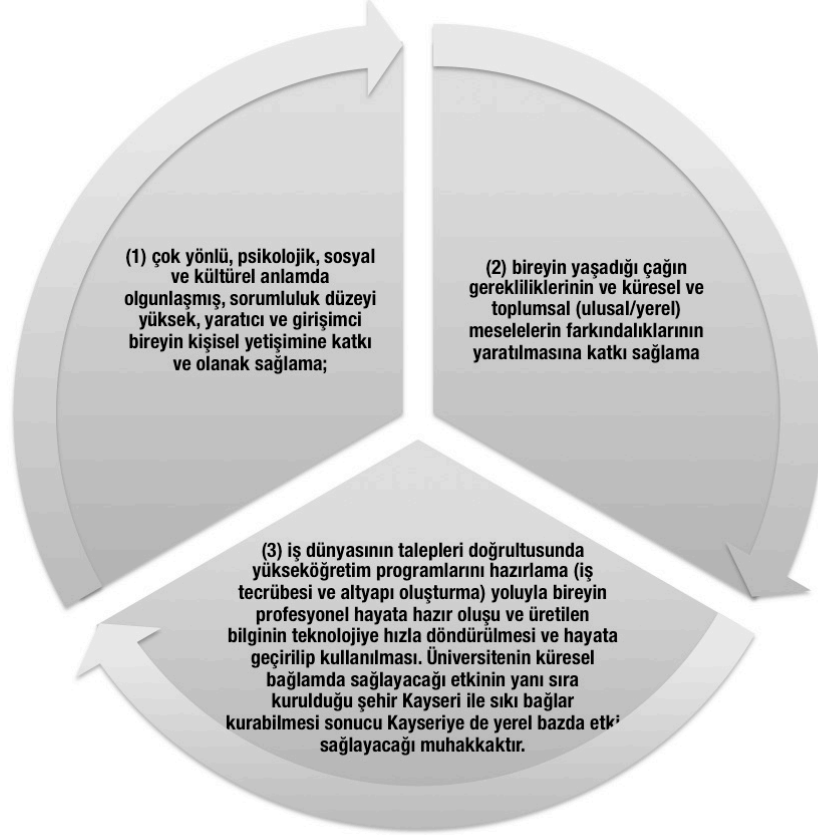 (1) çok yönlü, psikolojik, sosyal
ve kültürel anlamda
olgunlaşmış, sorumluluk düzeyi
yüksek, yaratıcı ve girişimci
bireyin kişisel yetişimine katkı
ve olanak sağlama;
(2) bireyin yaşadığı çağın
gerekliliklerinin ve küresel ve
toplumsal (ulusal/yerel)
meselelerin farkındalıklarının
yaratılmasına katkı sağlama
(3) iş dünyasının talepleri doğrultusunda
yükseköğretim programlarını hazırlama (iş
tecrübesi ve altyapı oluşturma) yoluyla bireyin
profesyonel hayata hazır oluşu ve üretilen
bilginin teknolojiye hızla döndürülmesi ve hayata
geçirilip kullanılması. Üniversitenin küresel
bağlamda sağlayacağı etkinin yanı sıra
kurulduğu şehir Kayseri ile sıkı bağlar
kurabilmesi sonucu Kayseriye de yerel bazda etki
sağlayacağı muhakkaktır.